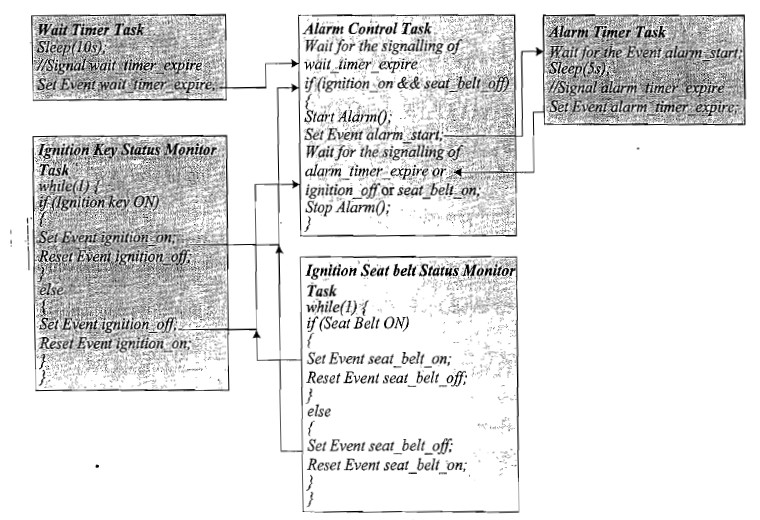 Wait Timer Task
Sleep(10s);
//Signal wait_timer_expire
Set Event wait_timer_expire;
Alarm Control Task
Wait for the signalling of
wait_timer_expire
if (ignition_on && seat_belt_off)
{
Start Alarm();
Set Event alarm_start;
Wait for the signalling of
alarm_timer_expire or
ignition_off or seat_belt_on;
Stop Alarm();
}
Alarm Timer Task
Wait for the Event alarm_start;
Sleep(5s);
//Signal alarm_timer_expire
Set Event alarm_timer_expire;
Ignition Key Status Monitor
Task
while(1) {
if (Ignition key ON)
{
Set Event ignition_on;
Reset Event ignition_off;
}
else
{
Set Event ignition_off;
Reset Event ignition_on;
}
}
Ignition Seat belt Status Monitor
Task
while(1) {
if (Seat Belt ON)
{
Set Event seat_belt_on;
Reset Event seat_belt_off;
}
else
{
Set Event seat_belt_off;
Reset Event seat_belt_on;
}
}